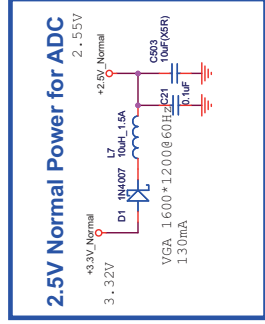 2.5V Normal Power for ADC
3.32V
2.55V
+3.3V_Normal
+2.5V_Normal
D1
1N4007
L7
10uH_1.5A
C503
10uF(X5R)
C21
0.1uF
VGA 1600*1200@60Hz
130mA